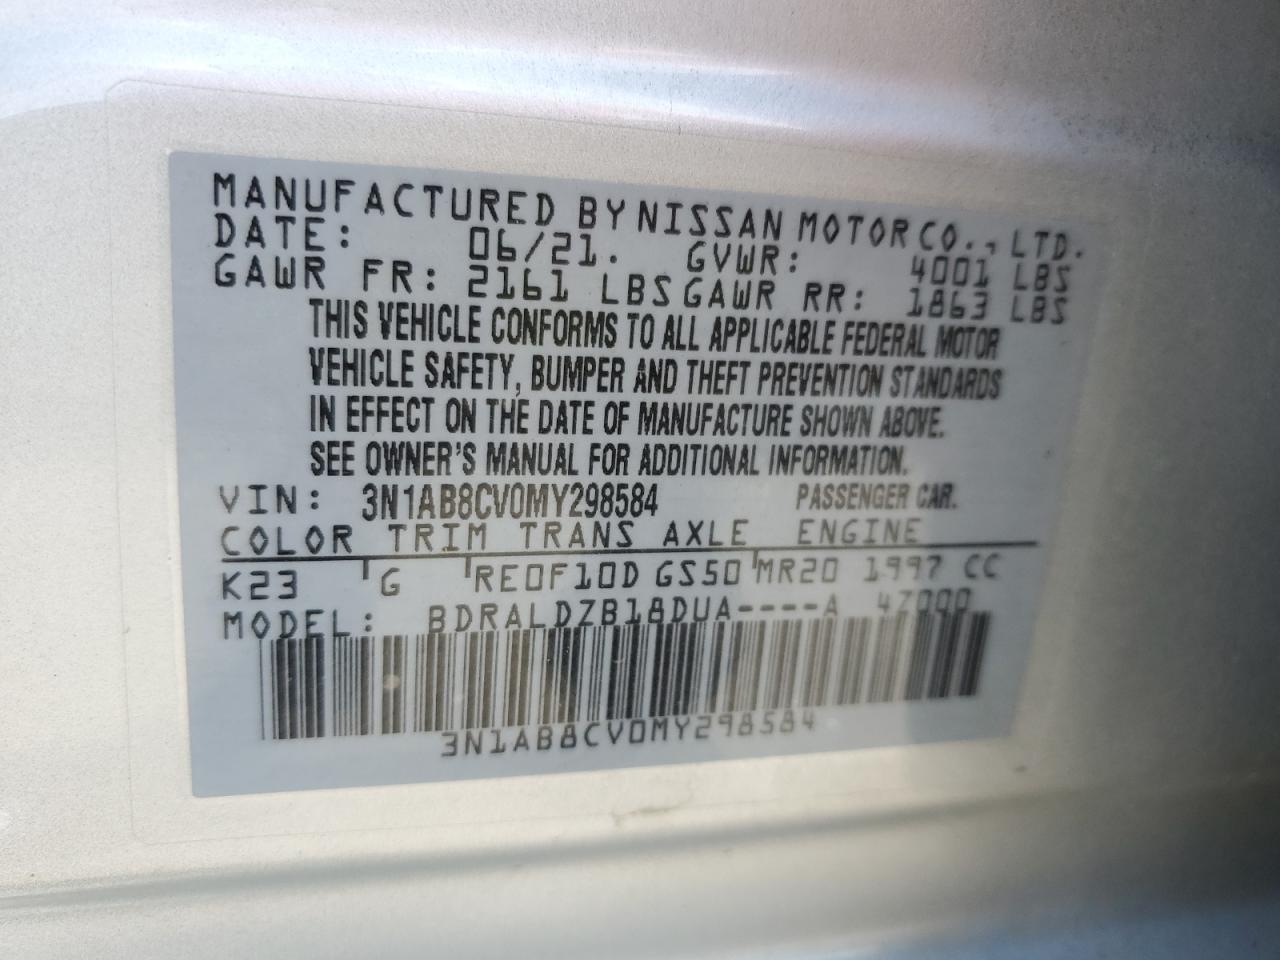 MANUFACTURED BY NISSAN MOTOR CO., LTD.
DATE: 06/21. GVWR: 4001 LBS
GAWR FR: 2161 LBS GAWR RR: 1863 LBS
THIS VEHICLE CONFORMS TO ALL APPLICABLE FEDERAL MOTOR
VEHICLE SAFETY, BUMPER AND THEFT PREVENTION STANDARDS
IN EFFECT ON THE DATE OF MANUFACTURE SHOWN ABOVE.
SEE OWNER'S MANUAL FOR ADDITIONAL INFORMATION.
VIN: 3N1AB8CV0MY298584 PASSENGER CAR.
COLOR TRIM TRANS AXLE ENGINE
K23 G RE0F10D GS50 MR20 1997 CC
MODEL: BDRALDZB18DUA----A 4Z000
3N1AB8CV0MY298584